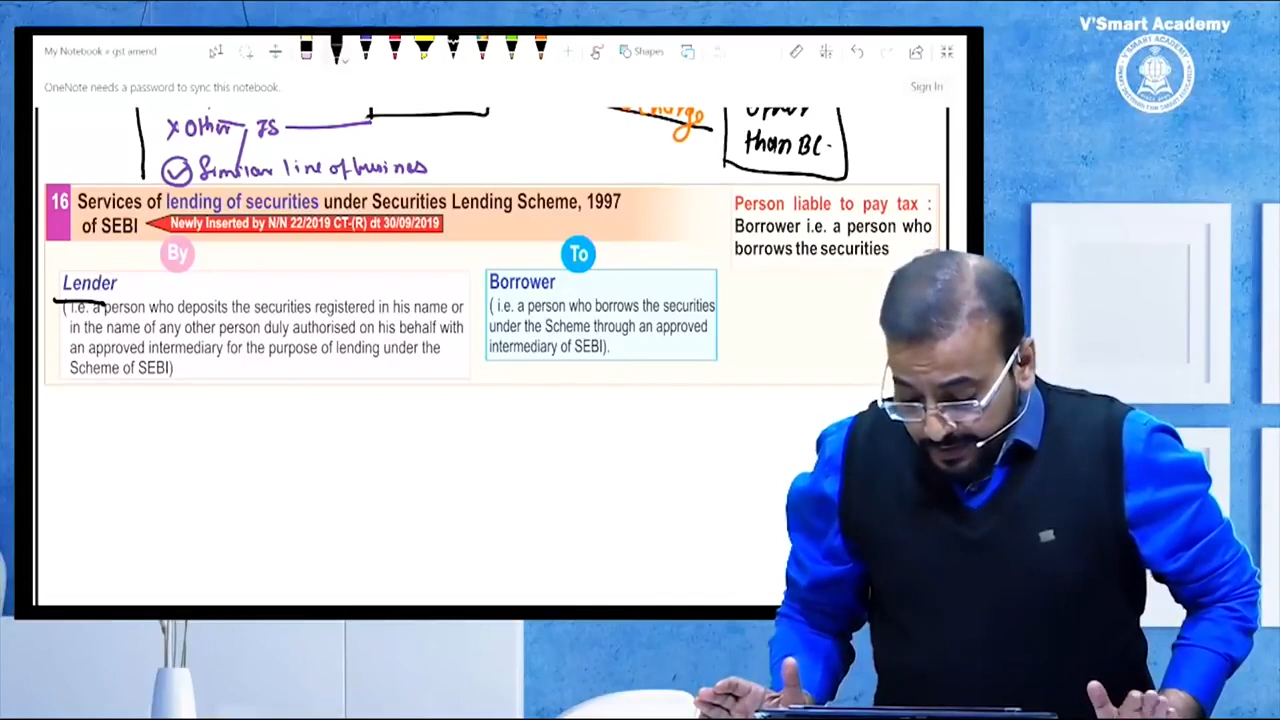 V'Smart Academy
My Notebook » gst amend
Shapes
OneNote needs a password to sync this notebook.
Sign In
x Other 7S
Similar line of busines
charge
other
than BC.
16 Services of lending of securities under Securities Lending Scheme, 1997
of SEBI Newly Inserted by N/N 22/2019 CT-(R) dt 30/09/2019
Person liable to pay tax :
Borrower i.e. a person who
borrows the securities
By
To
Lender
( i.e. a person who deposits the securities registered in his name or
in the name of any other person duly authorised on his behalf with
an approved intermediary for the purpose of lending under the
Scheme of SEBI)
Borrower
( i.e. a person who borrows the securities
under the Scheme through an approved
intermediary of SEBI).